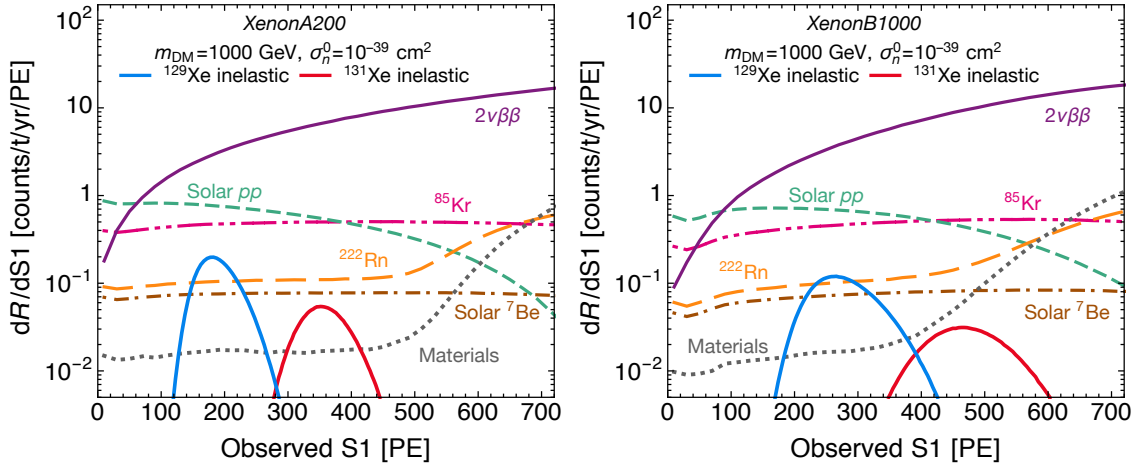 XenonA200
m_DM=1000 GeV, σ_n^0=10^−39 cm^2
^129Xe inelastic
^131Xe inelastic
2νββ
Solar pp
^85Kr
^222Rn
Solar ^7Be
Materials
10^2
10
1
10^−1
10^−2
dR/dS1 [counts/t/yr/PE]
0 100 200 300 400 500 600 700
Observed S1 [PE]
XenonB1000
m_DM=1000 GeV, σ_n^0=10^−39 cm^2
^129Xe inelastic
^131Xe inelastic
2νββ
Solar pp
^85Kr
^222Rn
Solar ^7Be
Materials
10^2
10
1
10^−1
10^−2
dR/dS1 [counts/t/yr/PE]
0 100 200 300 400 500 600 700
Observed S1 [PE]